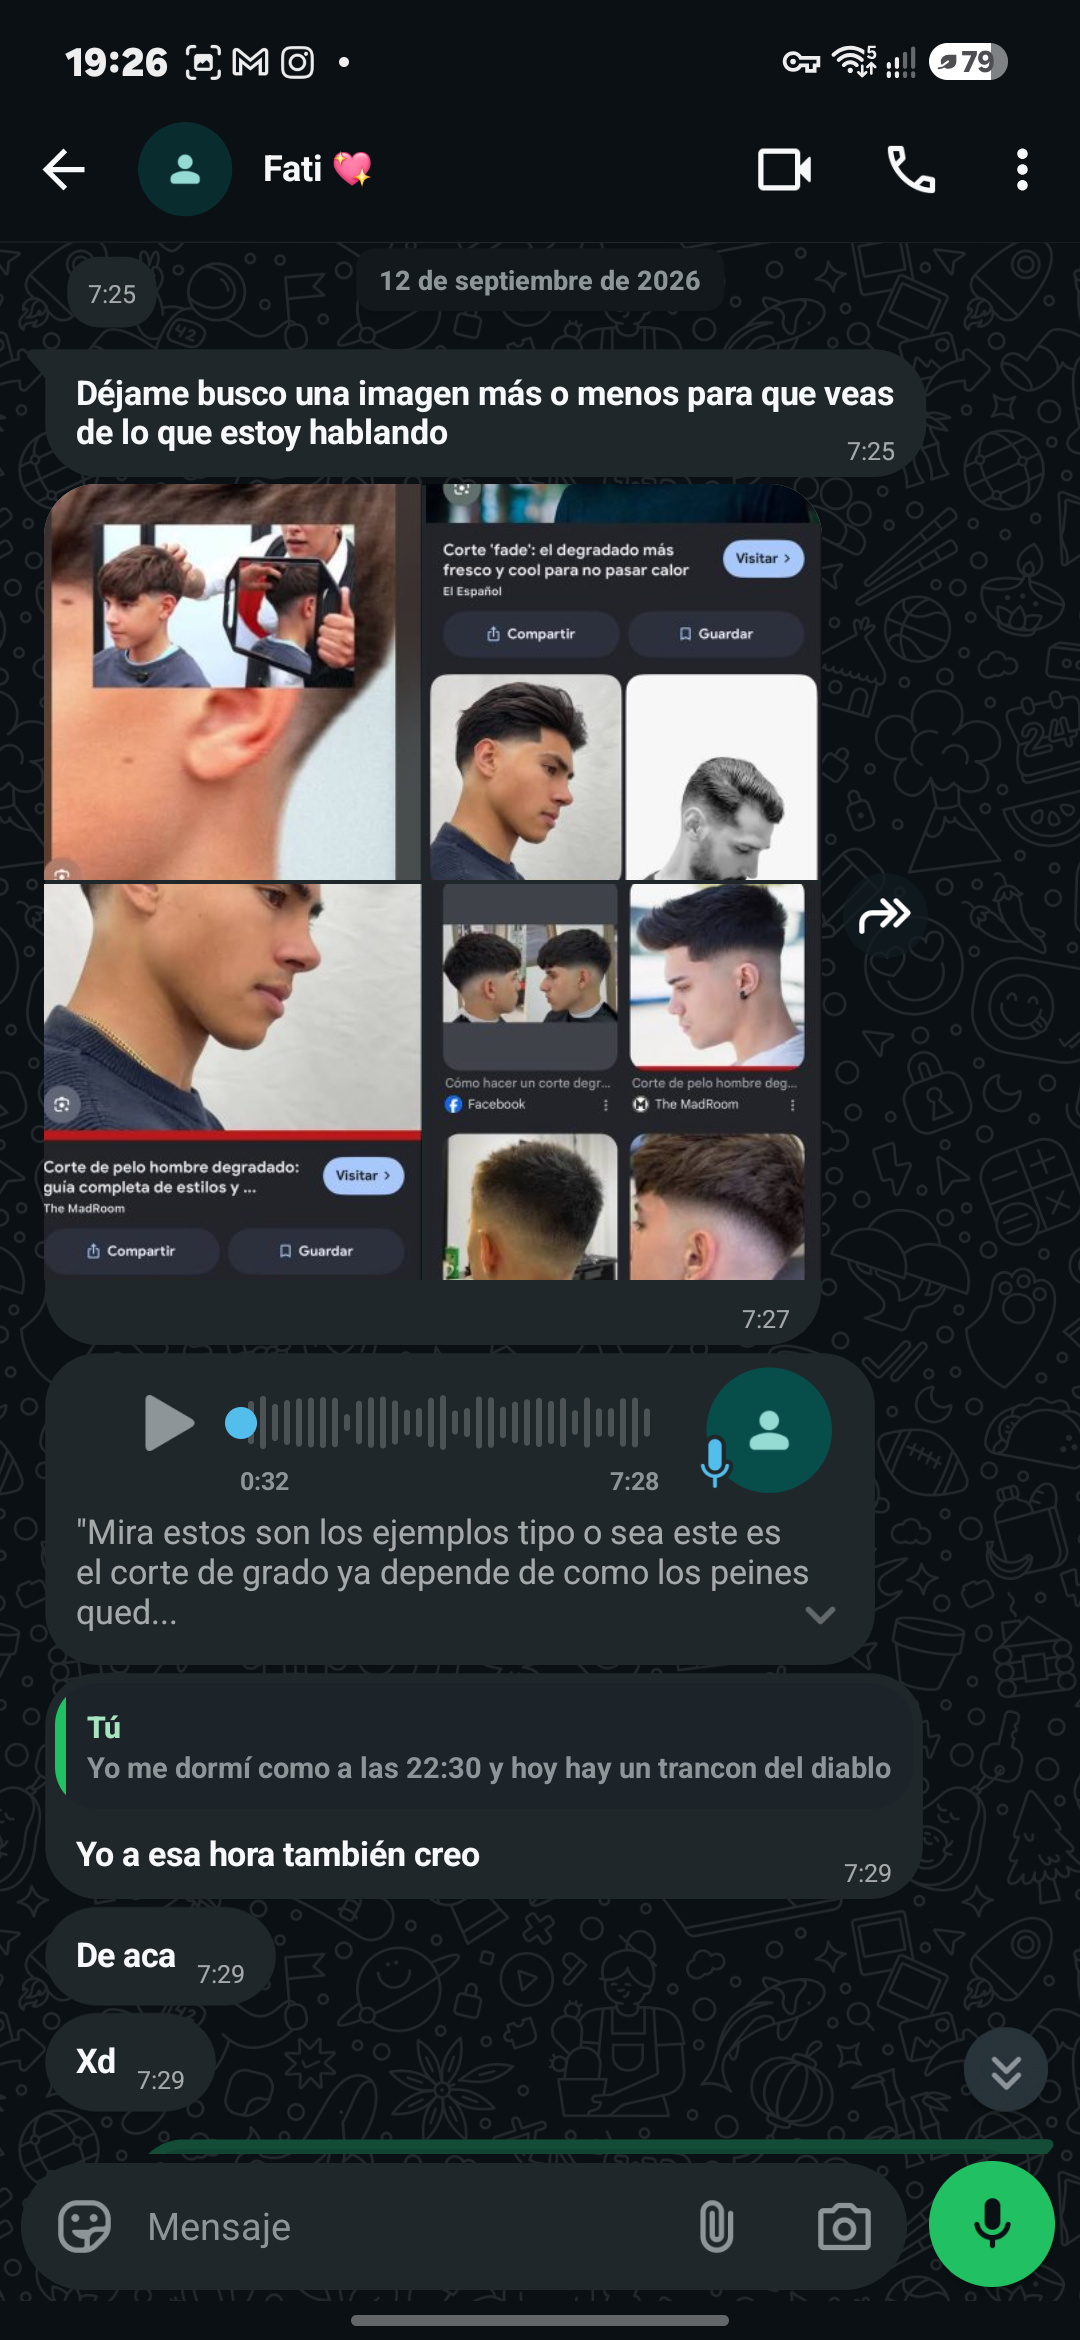 19:26
5
79
Fati
12 de septiembre de 2026
7:25
Déjame busco una imagen más o menos para que veas
de lo que estoy hablando
7:25
Corte 'fade': el degradado más
fresco y cool para no pasar calor
El Español
Visitar >
Compartir
Guardar
Corte de pelo hombre degradado:
guía completa de estilos y ...
The MadRoom
Visitar >
Compartir
Guardar
Cómo hacer un corte degr...
Facebook
Corte de pelo hombre deg...
The MadRoom
7:27
0:32
7:28
"Mira estos son los ejemplos tipo o sea este es
el corte de grado ya depende de como los peines
qued...
Tú
Yo me dormí como a las 22:30 y hoy hay un trancon del diablo
Yo a esa hora también creo
7:29
De aca
7:29
Xd
7:29
Mensaje